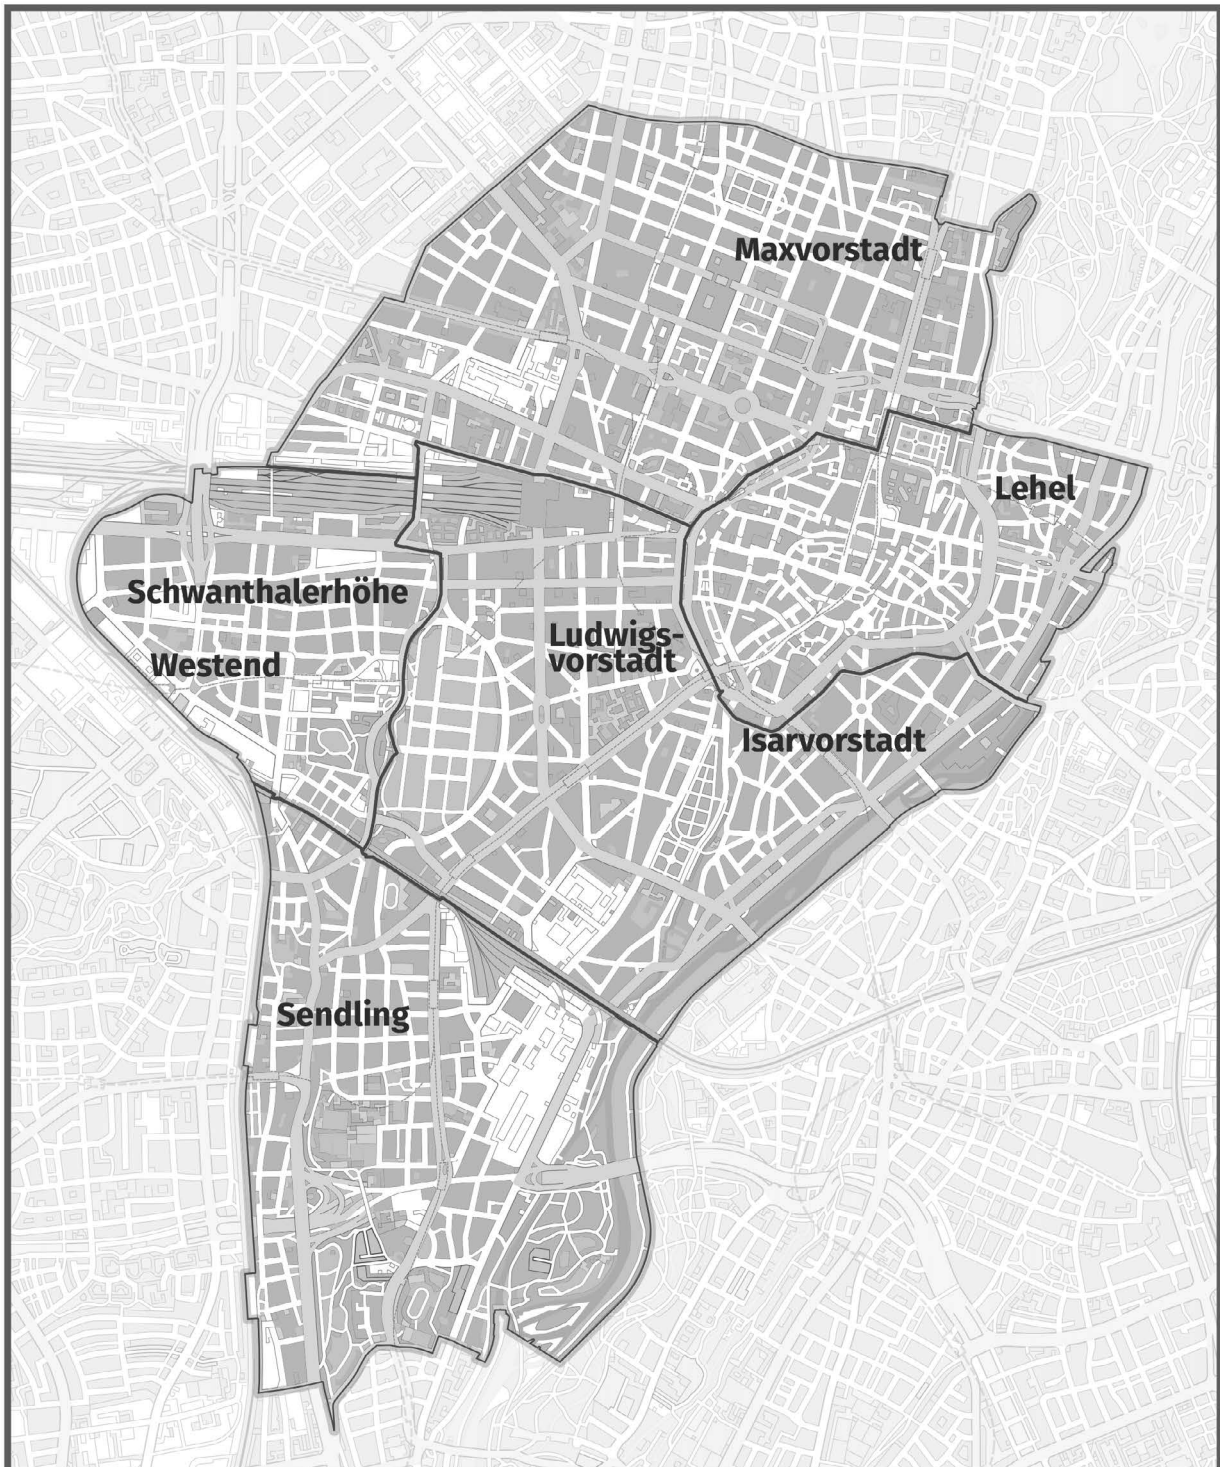 Maxvorstadt
Lehel
Schwanthalerhöhe
Ludwigs-
vorstadt
Westend
Isarvorstadt
Sendling